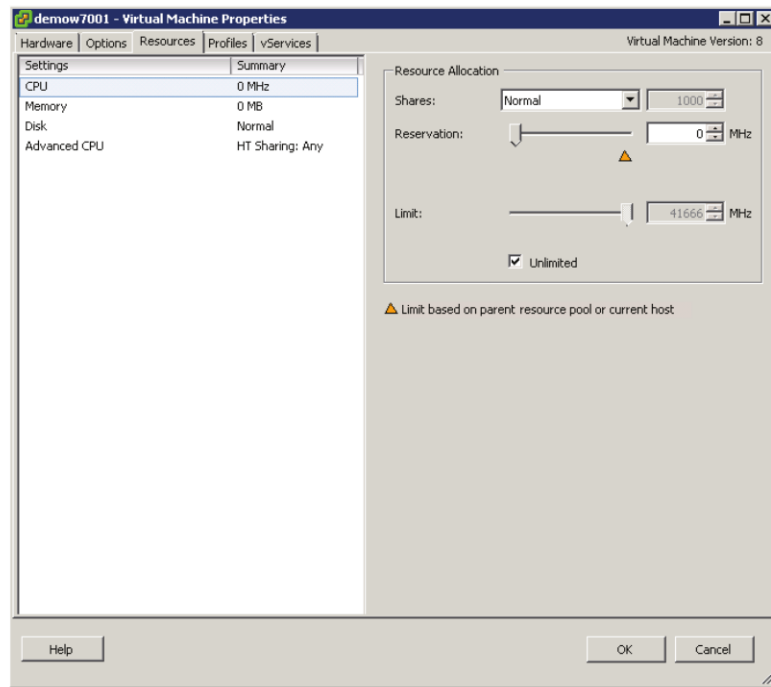 demow7001 - Virtual Machine Properties
Hardware Options Resources Profiles vServices Virtual Machine Version: 8
Settings Summary
CPU 0 MHz
Memory 0 MB
Disk Normal
Advanced CPU HT Sharing: Any
Resource Allocation
Shares: Normal 1000
Reservation: 0 MHz
Limit: 41666 MHz
Unlimited
Limit based on parent resource pool or current host
Help OK Cancel